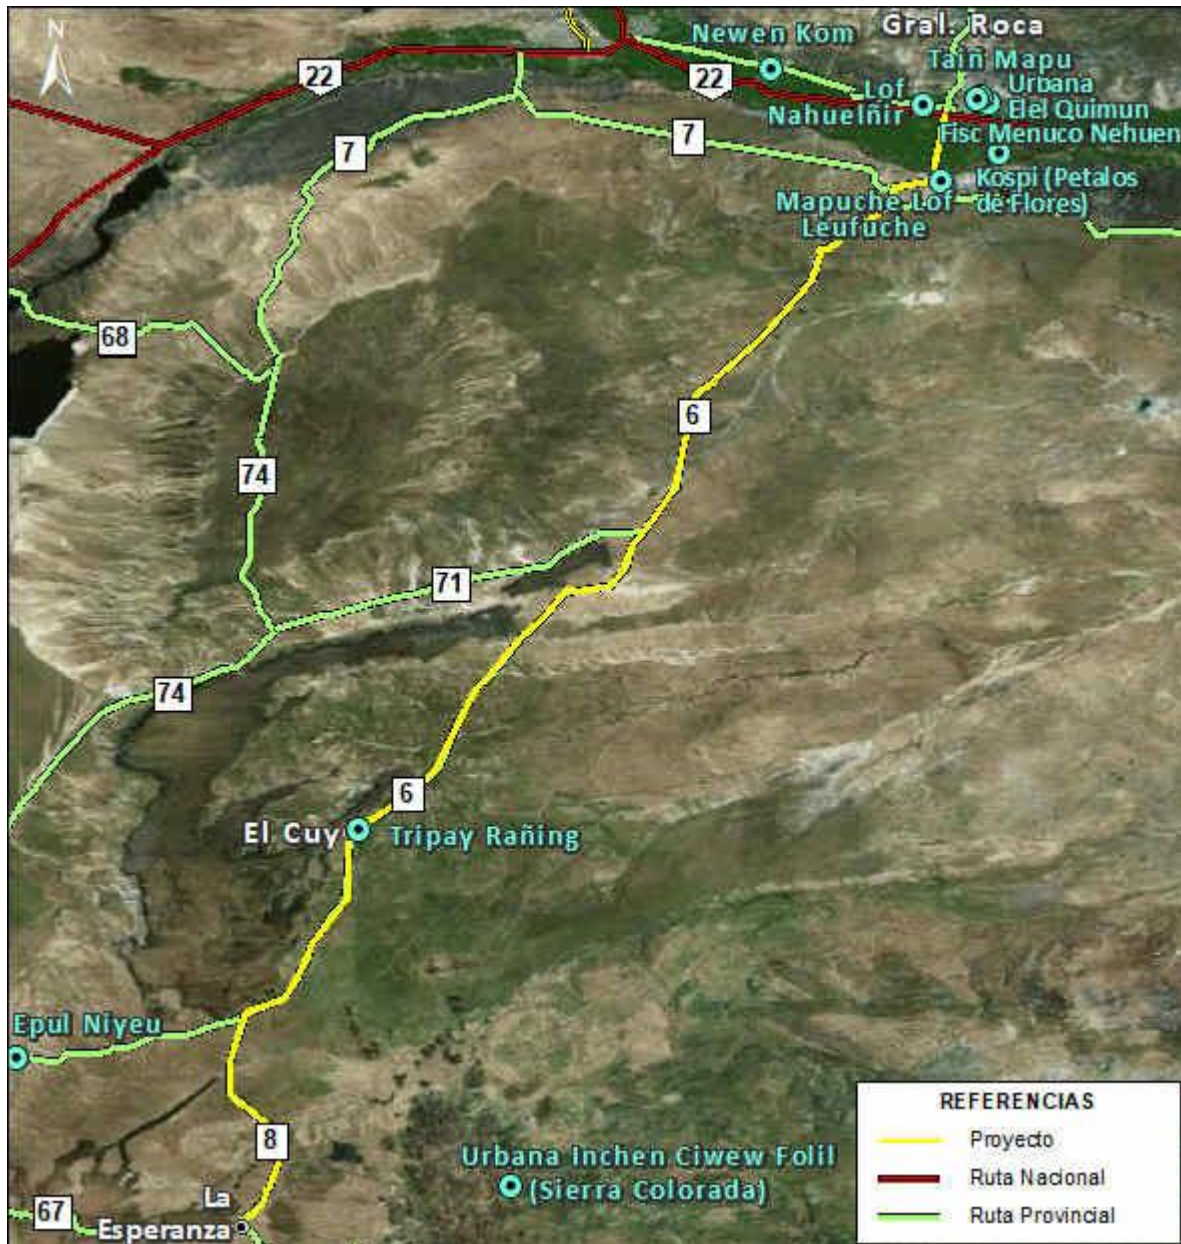 N
Newen Kom
Gral. Roca
Tain Mapu
22
22
Lof
Nahuelñir
Urbana
Elel Quimun
Fisc Menuco Nehuen
7
7
Kospi (Petalos
de Flores)
Mapuche Lof
Leufuche
68
6
74
71
74
6
El Cuy
Tripay Rañing
Epul Niyeu
8
Urbana Inchen Ciwew Folil
(Sierra Colorada)
67
La
Esperanza
REFERENCIAS
Proyecto
Ruta Nacional
Ruta Provincial